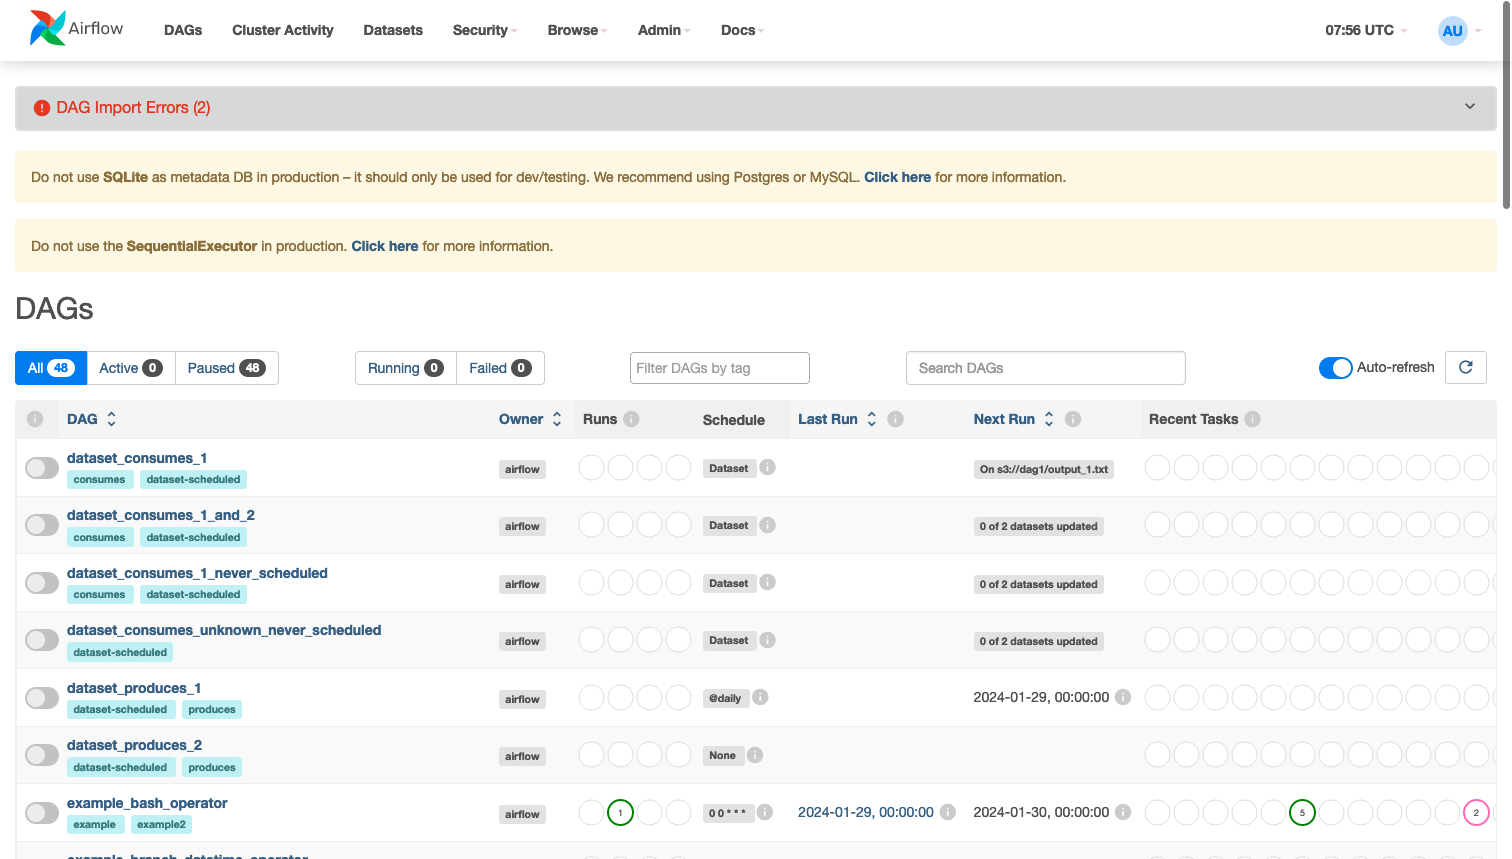 Airflow
DAGs
Cluster Activity
Datasets
Security
Browse
Admin
Docs
07:56 UTC
AU
DAG Import Errors (2)
Do not use SQLite as metadata DB in production – it should only be used for dev/testing. We recommend using Postgres or MySQL. Click here for more information.
Do not use the SequentialExecutor in production. Click here for more information.
DAGs
All 48
Active 0
Paused 48
Running 0
Failed 0
Filter DAGs by tag
Search DAGs
Auto-refresh
DAG
Owner
Runs
Schedule
Last Run
Next Run
Recent Tasks
dataset_consumes_1
consumes dataset-scheduled
airflow
Dataset
On s3://dag1/output_1.txt
dataset_consumes_1_and_2
consumes dataset-scheduled
airflow
Dataset
0 of 2 datasets updated
dataset_consumes_1_never_scheduled
consumes dataset-scheduled
airflow
Dataset
0 of 2 datasets updated
dataset_consumes_unknown_never_scheduled
dataset-scheduled
airflow
Dataset
0 of 2 datasets updated
dataset_produces_1
dataset-scheduled produces
airflow
@daily
2024-01-29, 00:00:00
dataset_produces_2
dataset-scheduled produces
airflow
None
example_bash_operator
example example2
airflow
1
0 0 * * *
2024-01-29, 00:00:00
2024-01-30, 00:00:00
5
2
example_branch_datetime_operator